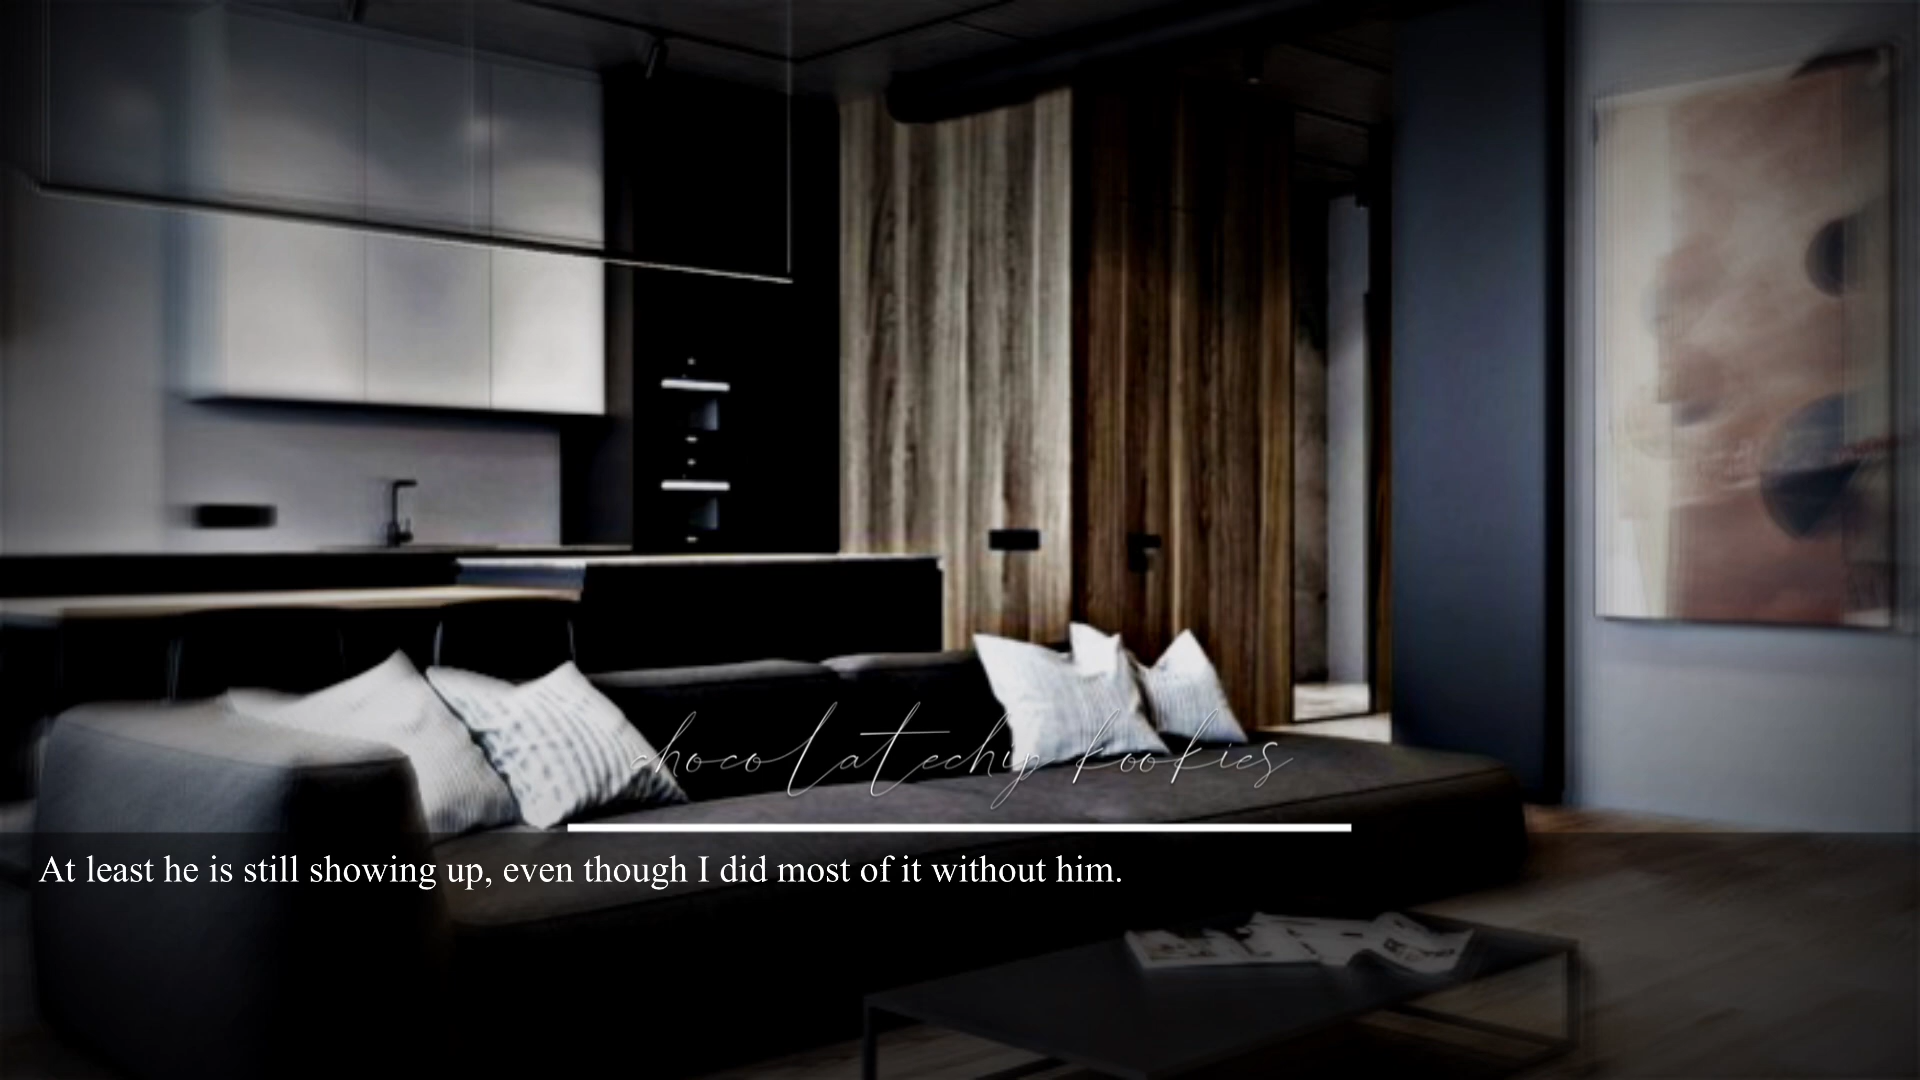 chocolatechip kookies
At least he is still showing up, even though I did most of it without him.